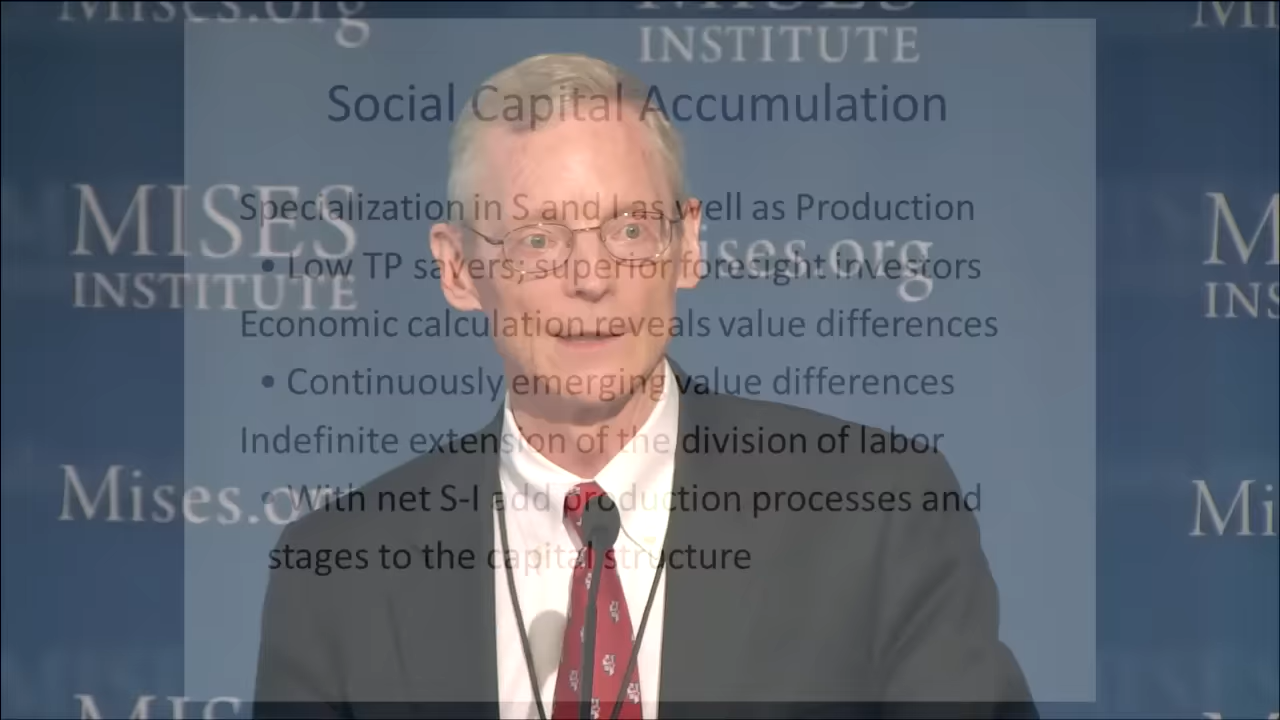 Mises.org
MISES
INSTITUTE
Social Capital Accumulation
MISES
INSTITUTE
Specialization in S and I as well as Production
• Low TP savers, superior foresight investors
Mises.org
Economic calculation reveals value differences
• Continuously emerging value differences
Indefinite extension of the division of labor
Mises.org
• With net S-I add production processes and
stages to the capital structure